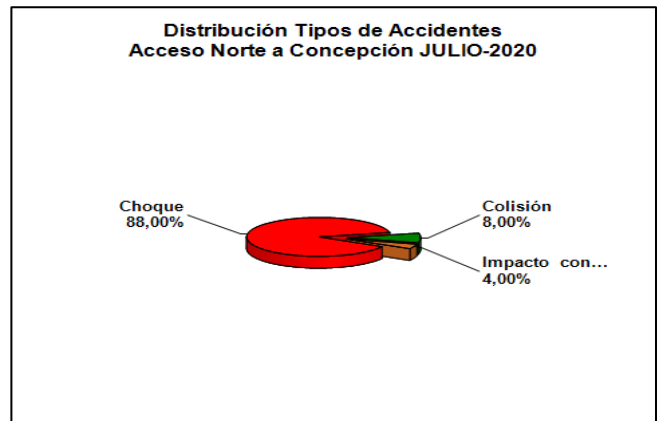 Distribución Tipos de Accidentes
Acceso Norte a Concepción JULIO-2020
Choque
88,00%
Colisión
8,00%
Impacto con...
4,00%